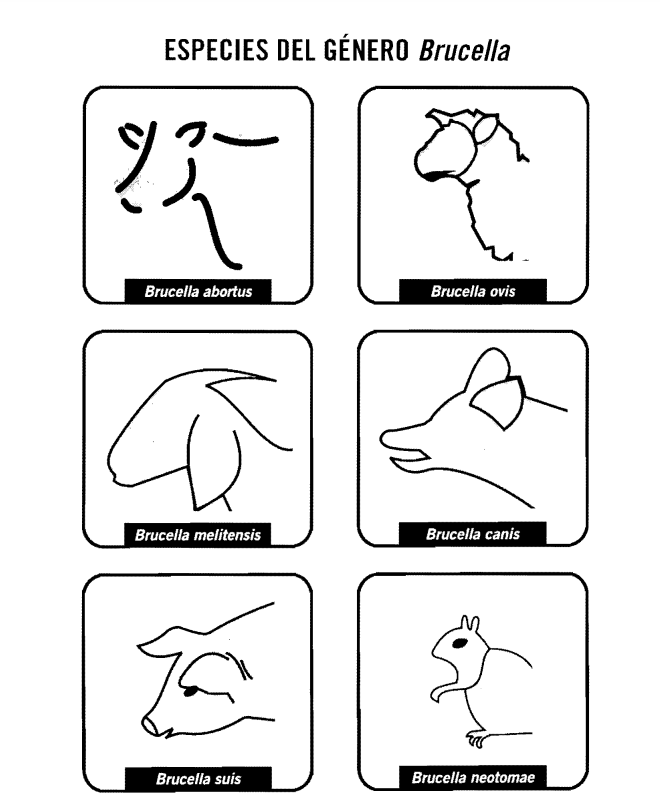 ESPECIES DEL GÉNERO Brucella
Brucella abortus
Brucella ovis
Brucella melitensis
Brucella canis
Brucella suis
Brucella neotomae